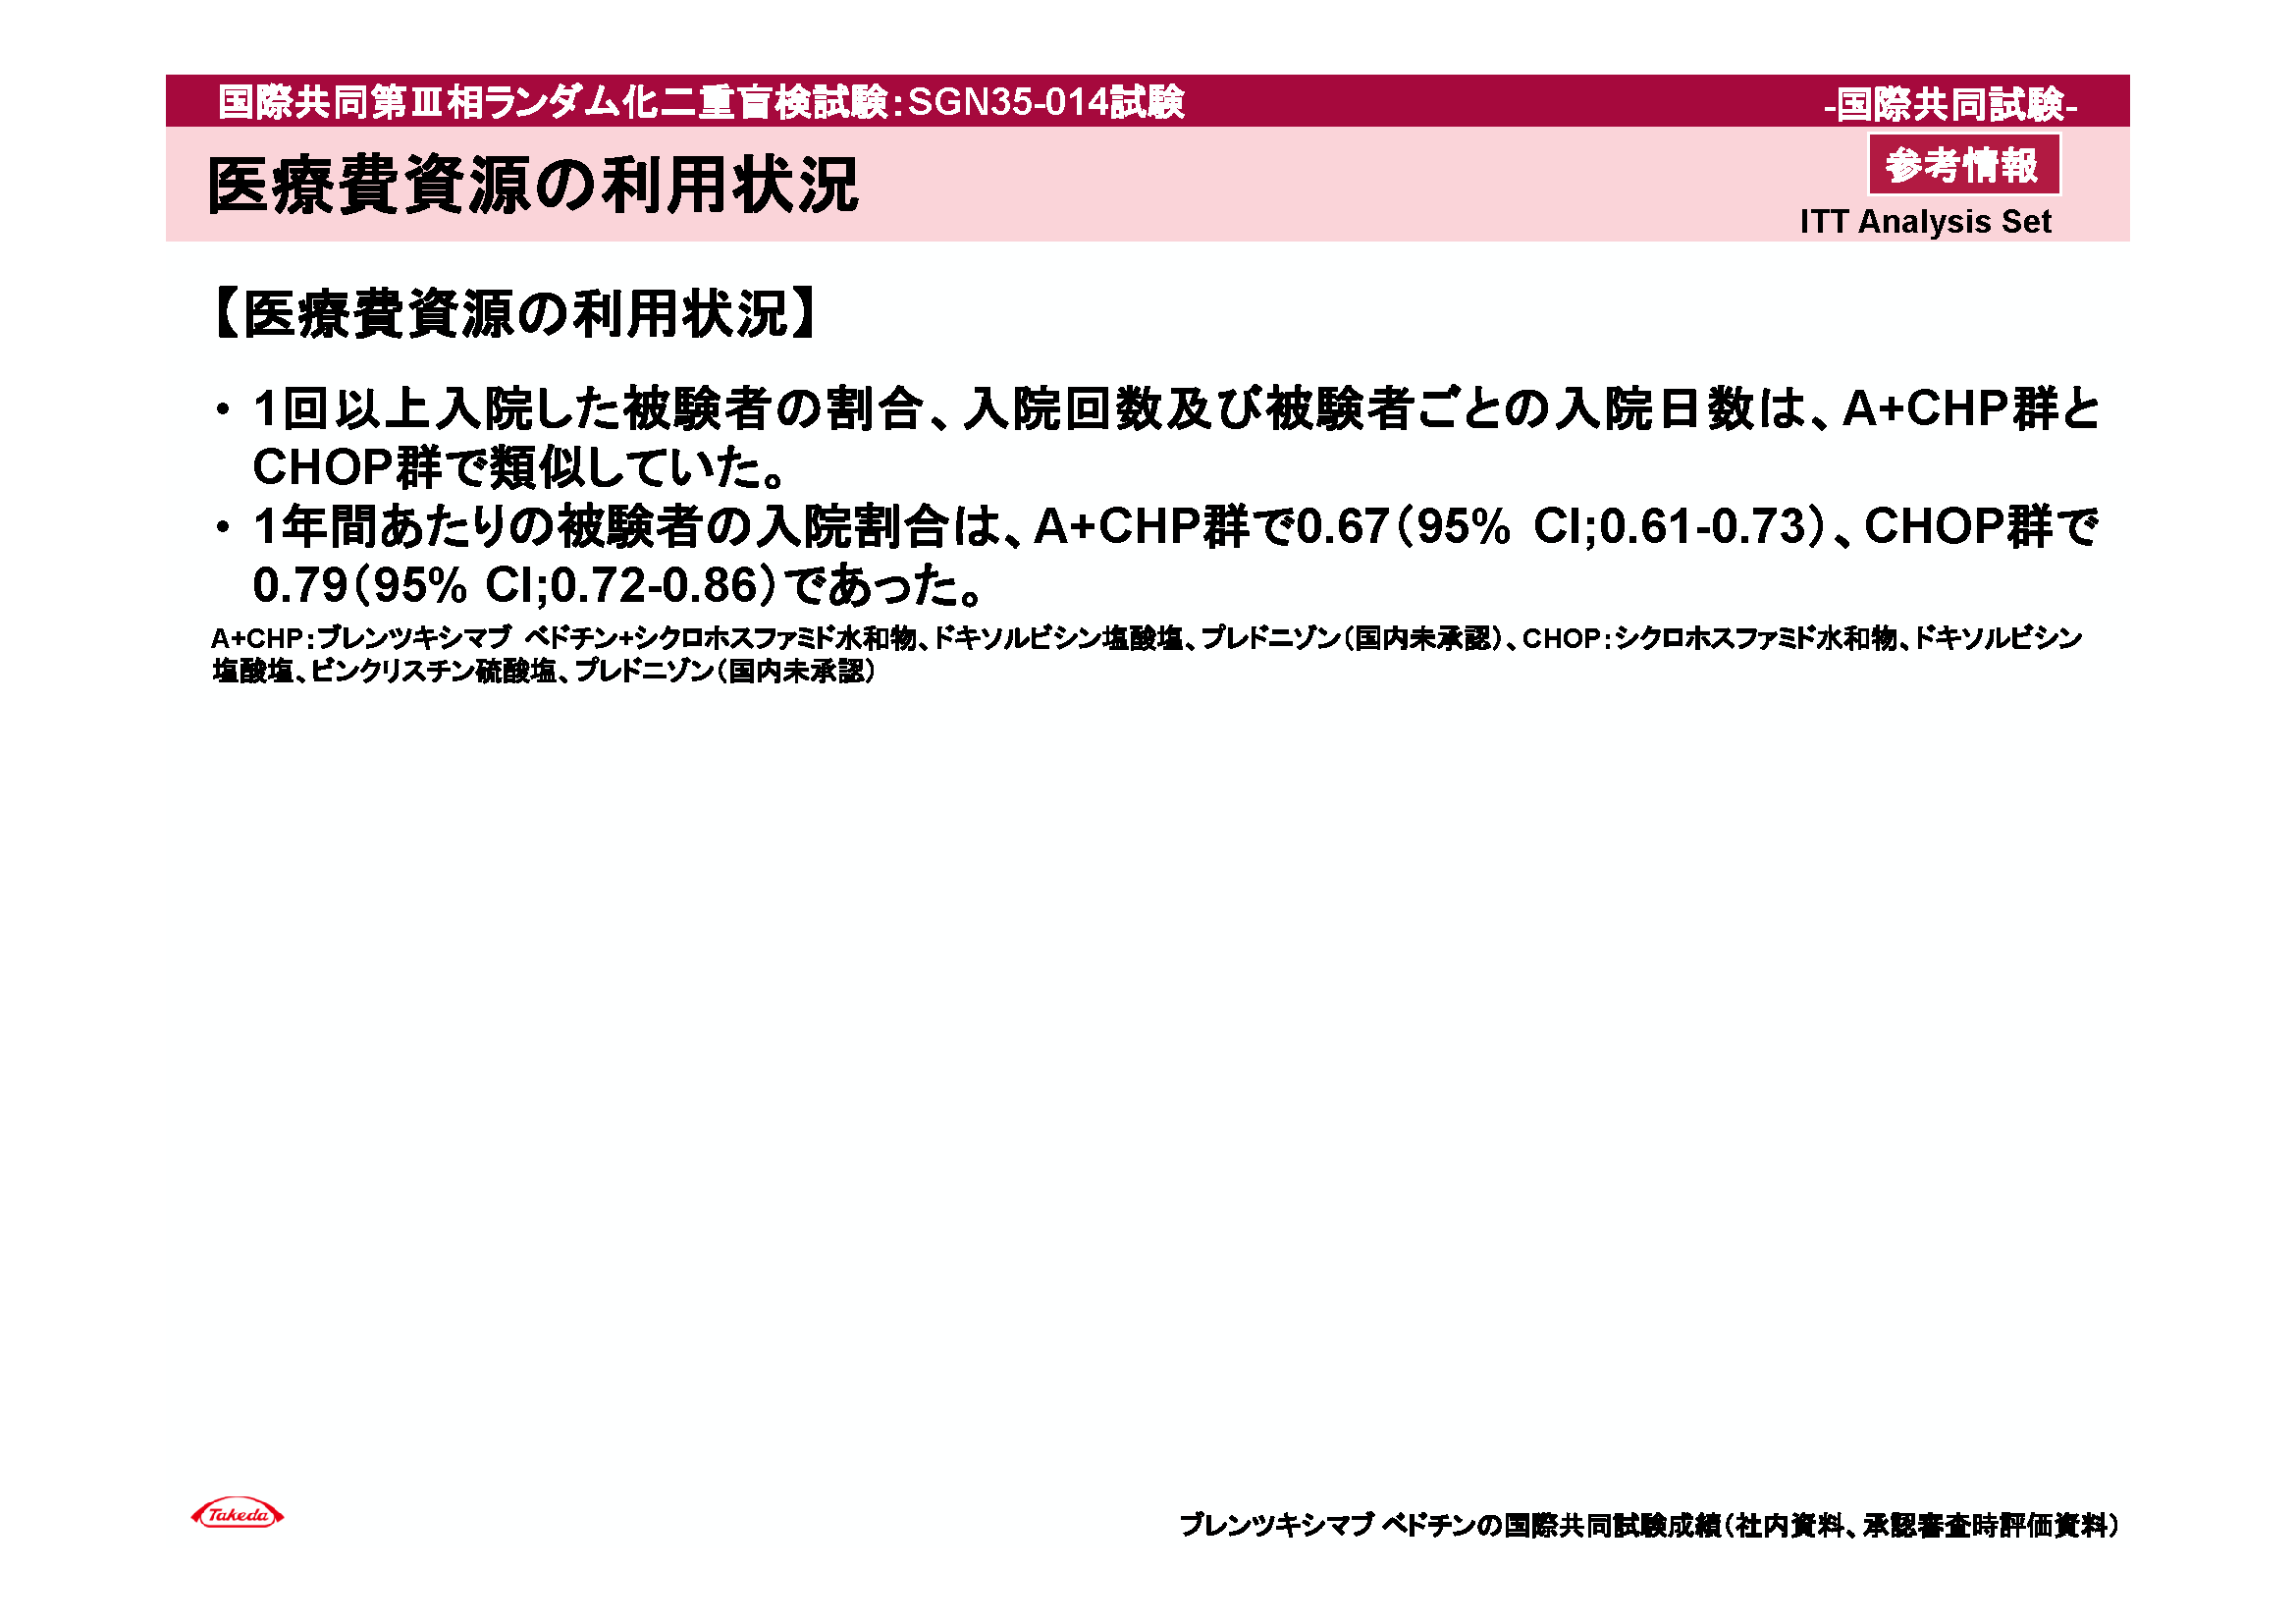 国際共同第Ⅲ相ランダム化二重盲検試験：SGN35-014試験
-国際共同試験-
医療費資源の利用状況
参考情報
ITT Analysis Set
【医療費資源の利用状況】
• 1回以上入院した被験者の割合、入院回数及び被験者ごとの入院日数は、A+CHP群と
CHOP群で類似していた。
• 1年間あたりの被験者の入院割合は、A+CHP群で0.67（95% CI;0.61-0.73）、CHOP群で
0.79（95% CI;0.72-0.86）であった。
A+CHP：ブレンツキシマブ ベドチン+シクロホスファミド水和物、ドキソルビシン塩酸塩、プレドニゾン（国内未承認）、CHOP：シクロホスファミド水和物、ドキソルビシン
塩酸塩、ビンクリスチン硫酸塩、プレドニゾン（国内未承認）
Takeda
ブレンツキシマブ ベドチンの国際共同試験成績（社内資料、承認審査時評価資料）